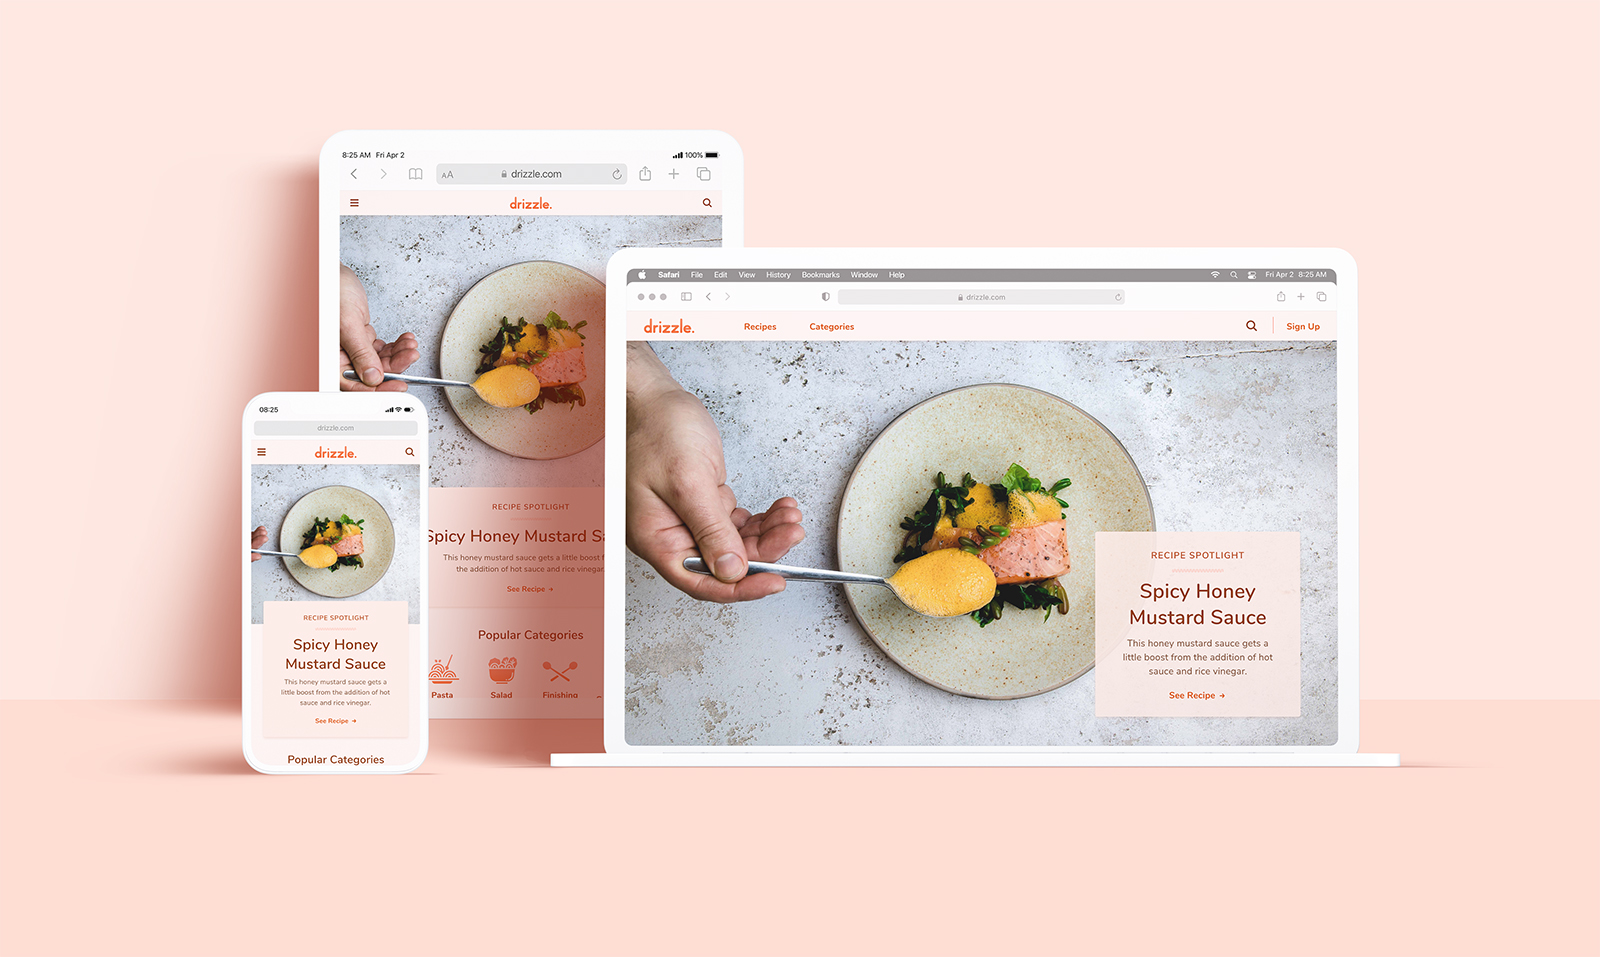 8:25 AM Fri Apr 2
100%
AA
drizzle.com
drizzle.
RECIPE SPOTLIGHT
Spicy Honey Mustard
This honey mustard sauce gets a little boost
the addition of hot sauce and rice vinegar.
See Recipe →
Popular Categories
Pasta Salad Finishing
08:25
drizzle.com
drizzle.
RECIPE SPOTLIGHT
Spicy Honey
Mustard Sauce
This honey mustard sauce gets a
little boost from the addition of hot
sauce and rice vinegar.
See Recipe →
Popular Categories
Safari File Edit View History Bookmarks Window Help
Fri Apr 2 8:25 AM
drizzle.com
drizzle. Recipes Categories Sign Up
RECIPE SPOTLIGHT
Spicy Honey
Mustard Sauce
This honey mustard sauce gets a
little boost from the addition of hot
sauce and rice vinegar.
See Recipe →